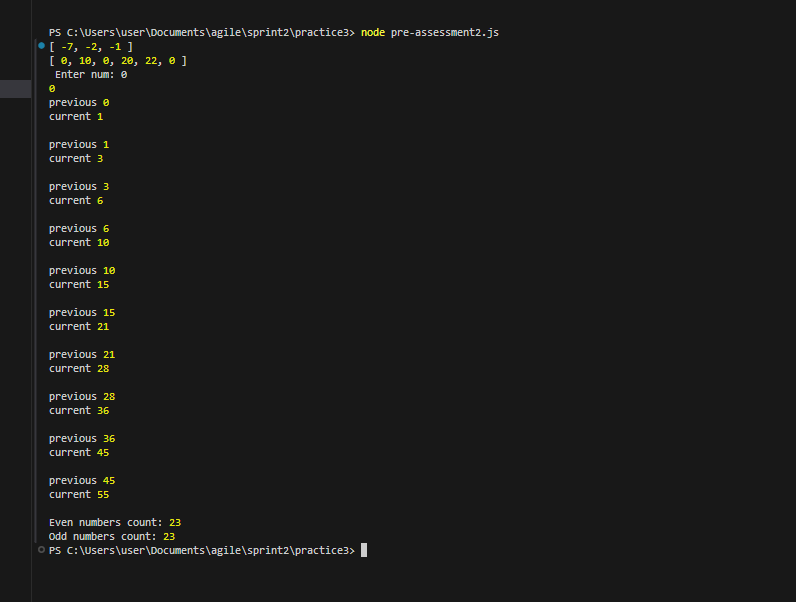 PS C:\Users\user\Documents\agile\sprint2\practice3> node pre-assessment2.js
[ -7, -2, -1 ]
[ 0, 10, 0, 20, 22, 0 ]
Enter num: 0
0
previous 0
current 1
previous 1
current 3
previous 3
current 6
previous 6
current 10
previous 10
current 15
previous 15
current 21
previous 21
current 28
previous 28
current 36
previous 36
current 45
previous 45
current 55
Even numbers count: 23
Odd numbers count: 23
PS C:\Users\user\Documents\agile\sprint2\practice3>